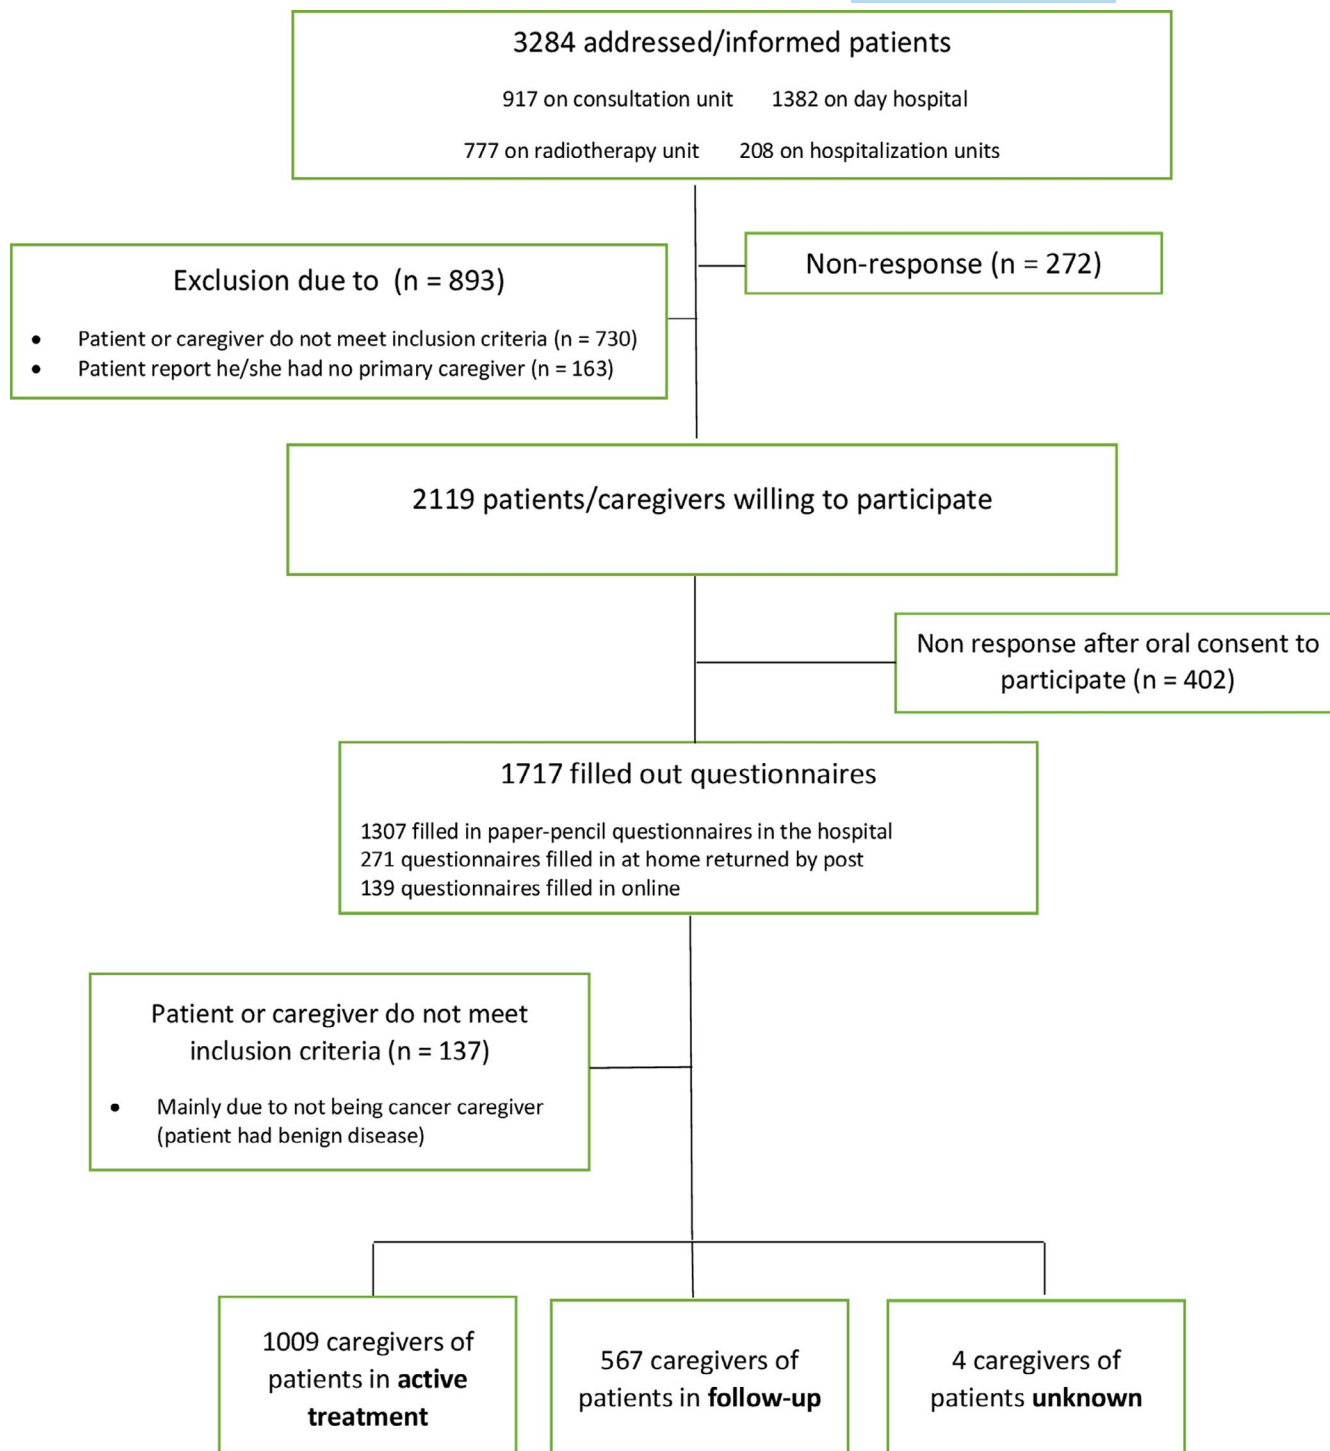 3284 addressed/informed patients
917 on consultation unit 1382 on day hospital
777 on radiotherapy unit 208 on hospitalization units
Non-response (n = 272)
Exclusion due to (n = 893)
• Patient or caregiver do not meet inclusion criteria (n = 730)
• Patient report he/she had no primary caregiver (n = 163)
2119 patients/caregivers willing to participate
Non response after oral consent to
participate (n = 402)
1717 filled out questionnaires
1307 filled in paper-pencil questionnaires in the hospital
271 questionnaires filled in at home returned by post
139 questionnaires filled in online
Patient or caregiver do not meet
inclusion criteria (n = 137)
• Mainly due to not being cancer caregiver
(patient had benign disease)
1009 caregivers of
patients in active
treatment
567 caregivers of
patients in follow-up
4 caregivers of
patients unknown